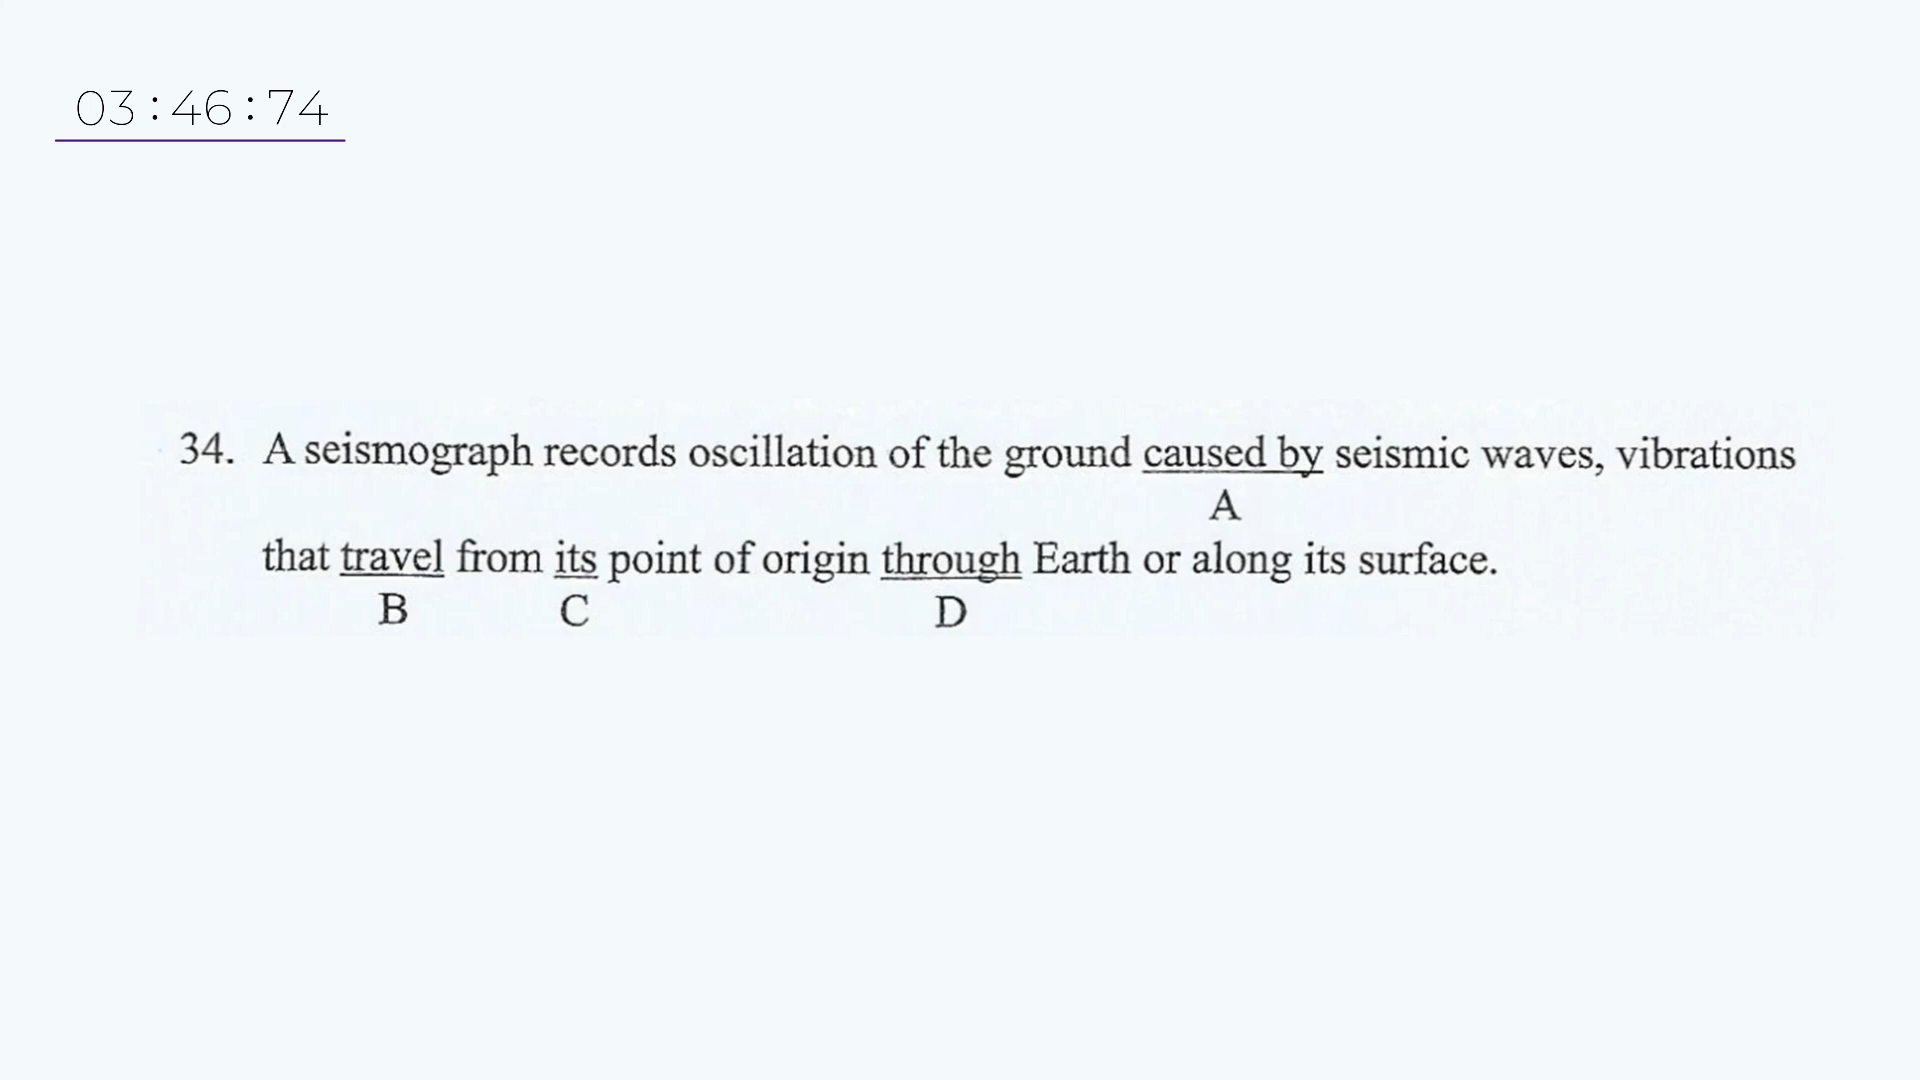 03:46:74
34. A seismograph records oscillation of the ground caused by seismic waves, vibrations
A
that travel from its point of origin through Earth or along its surface.
B C D